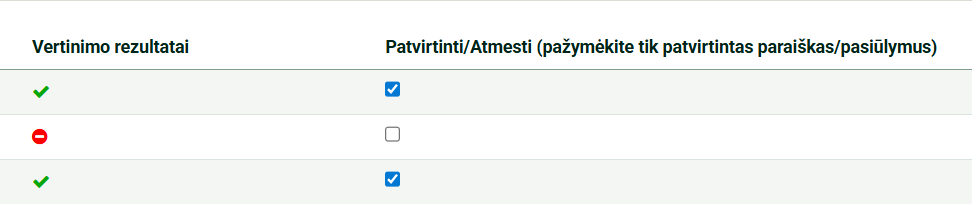 Vertinimo rezultatai
Patvirtinti/Atmesti (pažymėkite tik patvirtintas paraiškas/pasiūlymus)